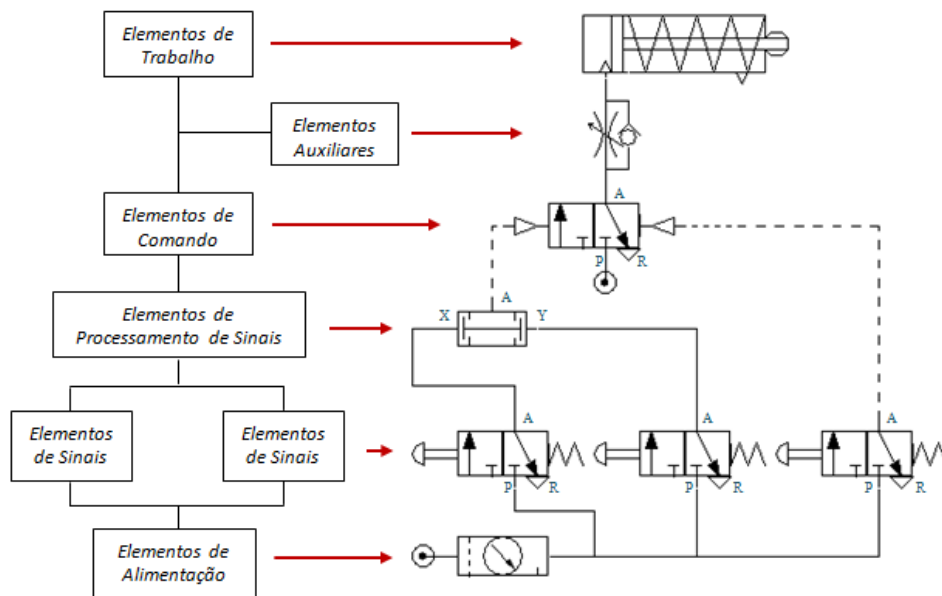 Elementos de
Trabalho
Elementos
Auxiliares
A
Elementos de
Comando
P
R
Elementos de
Processamento de Sinais
A
X
Y
Elementos
de Sinais
Elementos
de Sinais
A
A
A
P
R
P
R
P
R
Elementos de
Alimentação